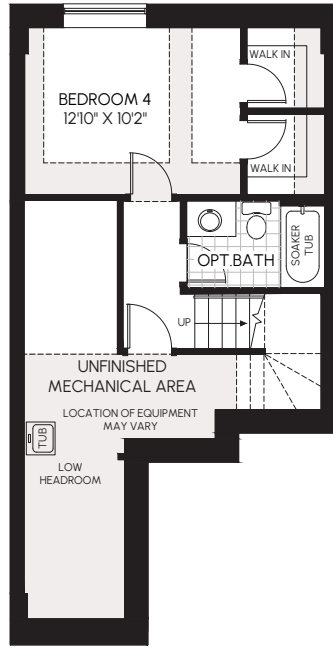 WALK IN
BEDROOM 4
12'10" X 10'2"
WALK IN
OPT.BATH
SOAKER
TUB
UP
UNFINISHED
MECHANICAL AREA
LOCATION OF EQUIPMENT
MAY VARY
TUB
LOW
HEADROOM